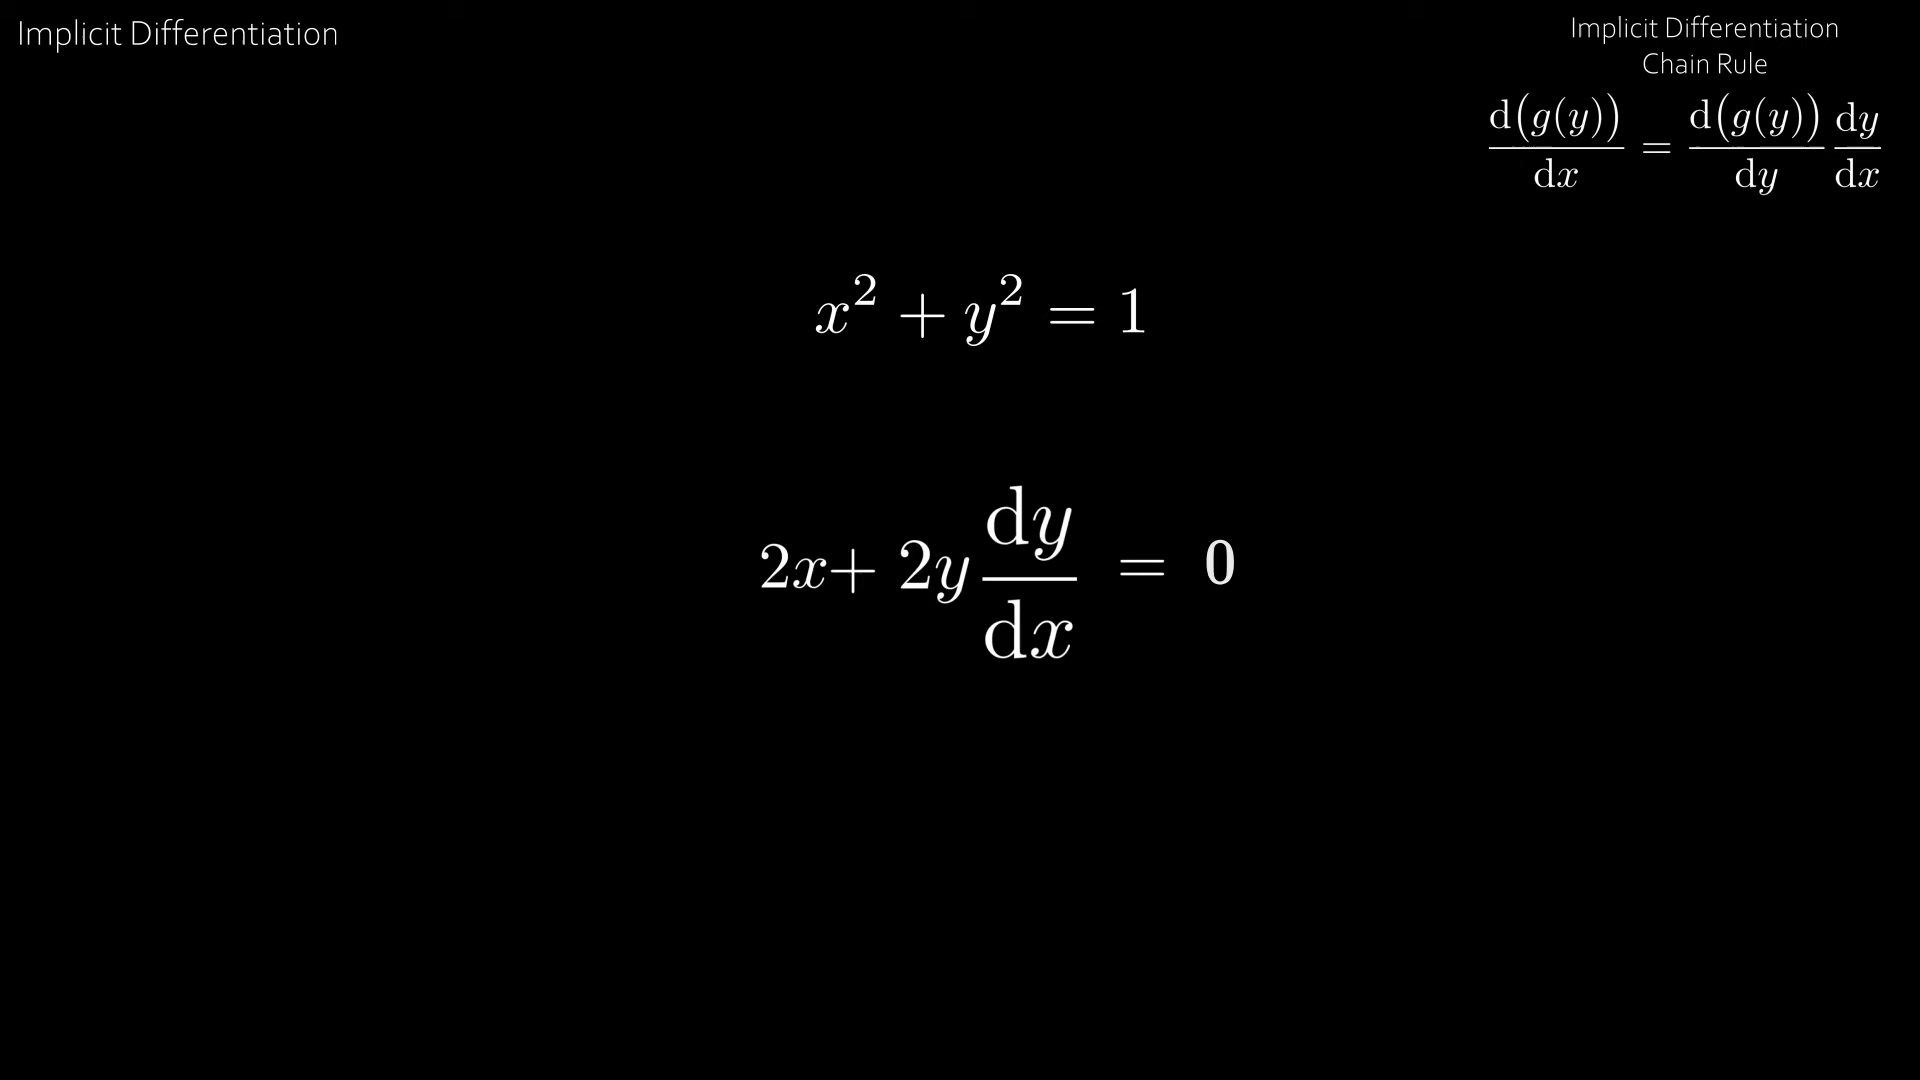 Implicit Differentiation
Implicit Differentiation
Chain Rule
d(g(y))/dx = d(g(y))/dy dy/dx
x² + y² = 1
2x+ 2y dy/dx = 0